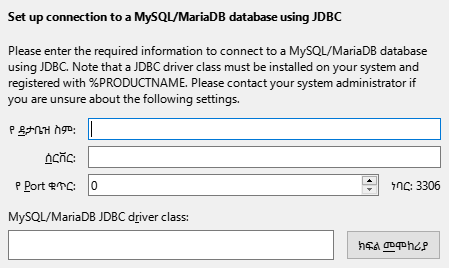 Set up connection to a MySQL/MariaDB database using JDBC
Please enter the required information to connect to a MySQL/MariaDB database
using JDBC. Note that a JDBC driver class must be installed on your system and
registered with %PRODUCTNAME. Please contact your system administrator if
you are unsure about the following settings.
የ ዳታቤዝ ስም:
ሰርቨር:
የ Port ቁጥር: 0 ነባር: 3306
MySQL/MariaDB JDBC driver class:
ክፍል መሞከሪያ